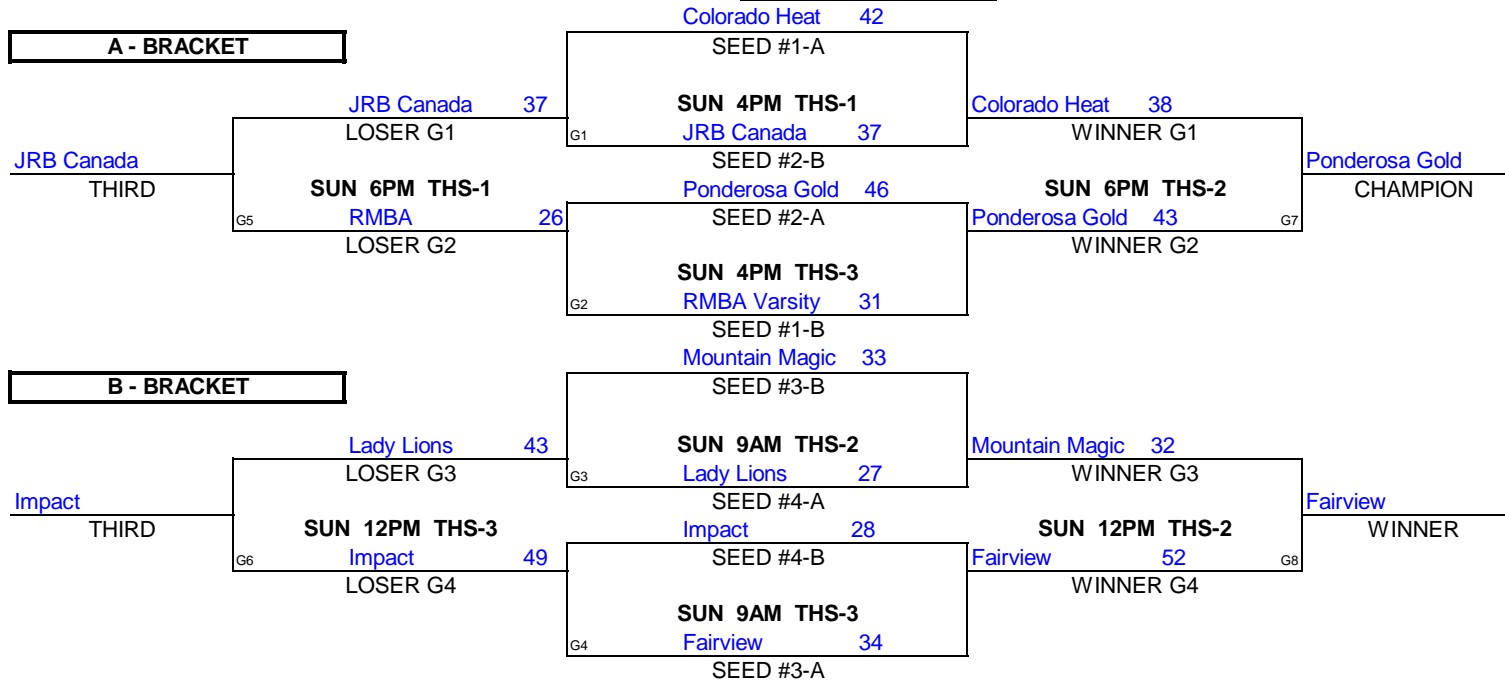 Colorado Heat 42
A - BRACKET
SEED #1-A
JRB Canada 37
SUN 4PM THS-1
Colorado Heat 38
LOSER G1
G1
JRB Canada 37
WINNER G1
JRB Canada
SEED #2-B
Ponderosa Gold
THIRD
SUN 6PM THS-1
Ponderosa Gold 46
SUN 6PM THS-2
CHAMPION
G5
RMBA 26
SEED #2-A
Ponderosa Gold 43
G7
LOSER G2
WINNER G2
SUN 4PM THS-3
G2
RMBA Varsity 31
SEED #1-B
Mountain Magic 33
B - BRACKET
SEED #3-B
Lady Lions 43
SUN 9AM THS-2
Mountain Magic 32
LOSER G3
G3
Lady Lions 27
WINNER G3
Impact
SEED #4-A
Fairview
THIRD
SUN 12PM THS-3
Impact 28
SUN 12PM THS-2
WINNER
G6
Impact 49
SEED #4-B
Fairview 52
G8
LOSER G4
WINNER G4
SUN 9AM THS-3
G4
Fairview 34
SEED #3-A